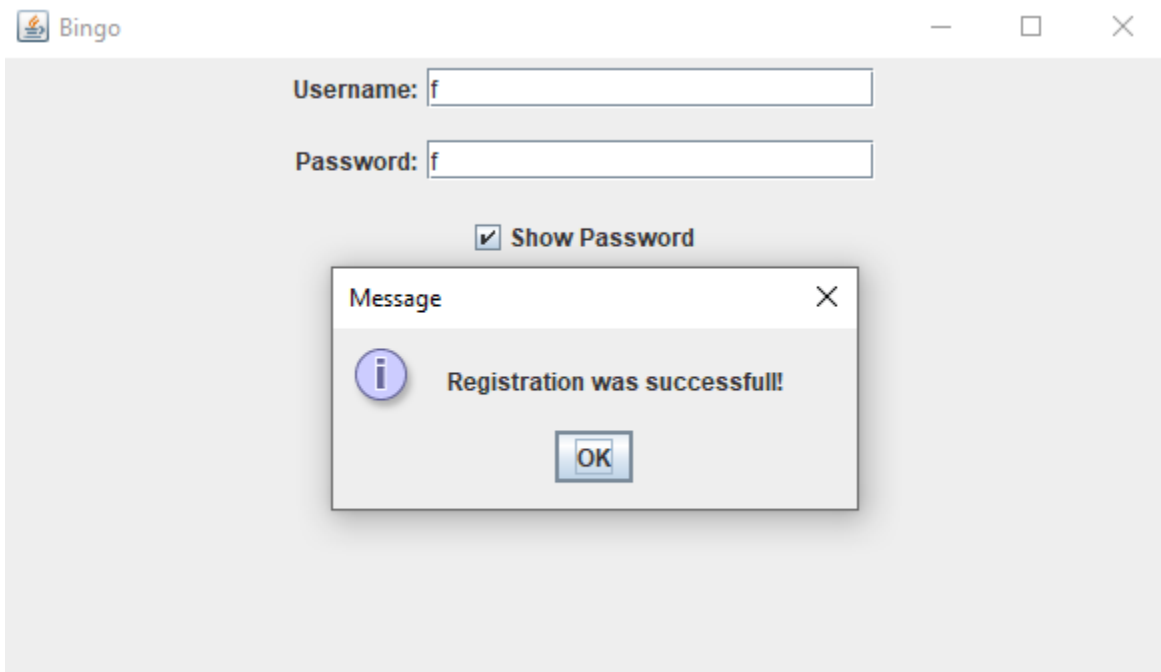 Bingo
Username: f
Password: f
Show Password
Message
Registration was successfull!
OK